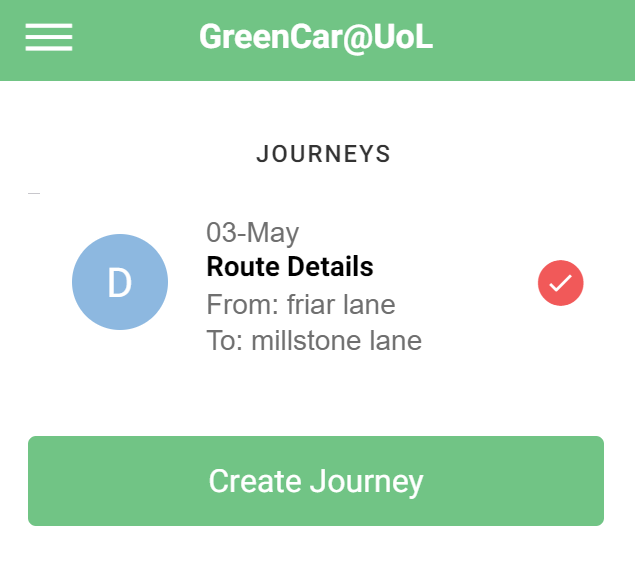 GreenCar@UoL
JOURNEYS
03-May
D
Route Details
From: friar lane
To: millstone lane
Create Journey